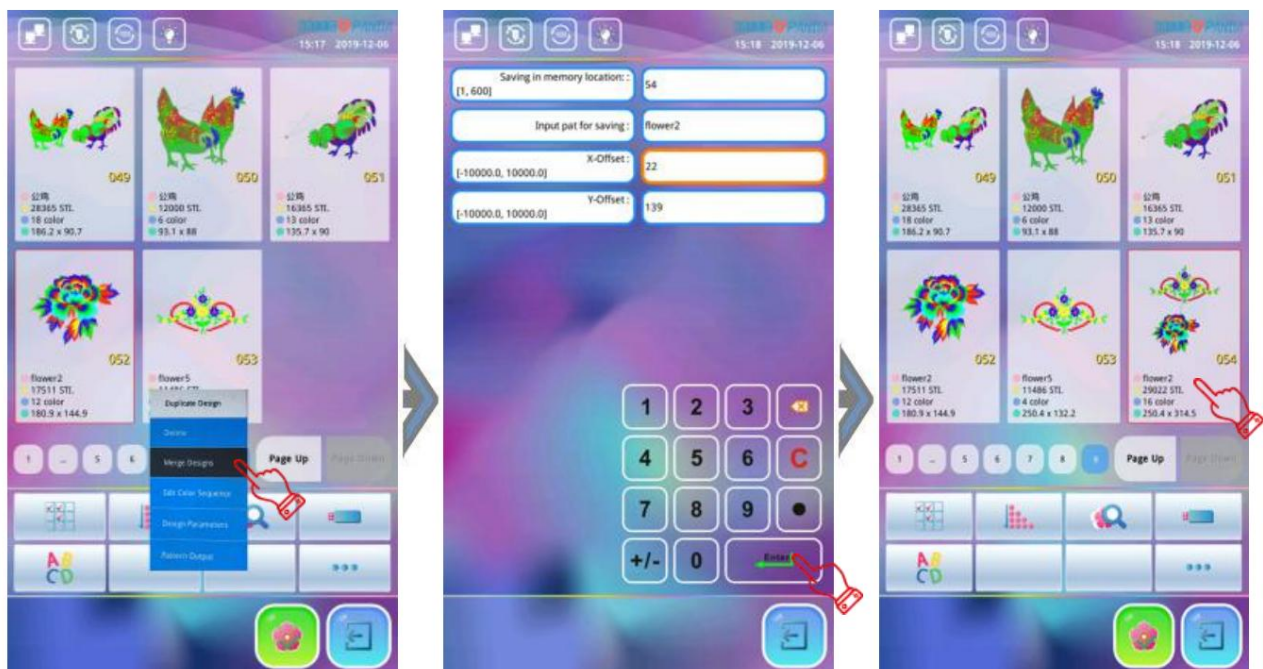 15:17 2019-12-06
049
公鸡
28365 STI.
18 color
186.2 x 90.7
050
公鸡
12000 STI.
6 color
93.1 x 88
051
公鸡
16365 STI.
13 color
135.7 x 90
052
flower2
17511 STI.
12 color
180.9 x 144.9
053
flower5
Duplicate Design
Delete
Merge Designs
Edit Color Sequence
Design Parameters
Pattern Output
1 ... 5 6 Page Up Page Down
AB
CD
15:18 2019-12-06
Saving in memory location: :
[1, 600]
54
Input pat for saving :
flower2
X-Offset :
[-10000.0, 10000.0]
22
Y-Offset :
[-10000.0, 10000.0]
139
1 2 3
4 5 6 C
7 8 9 ●
+/- 0 Enter
15:18 2019-12-06
049
公鸡
28365 STI.
18 color
186.2 x 90.7
050
公鸡
12000 STI.
6 color
93.1 x 88
051
公鸡
16365 STI.
13 color
135.7 x 90
052
flower2
17511 STI.
12 color
180.9 x 144.9
053
flower5
11486 STI.
4 color
250.4 x 132.2
054
flower2
29022 STI.
16 color
250.4 x 314.5
1 ... 5 6 7 8 9 Page Up Page Down
AB
CD